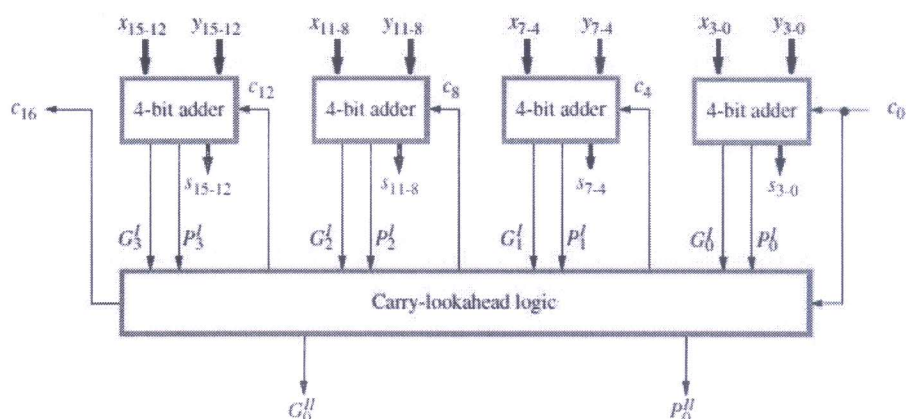 x15-12 y15-12 x11-8 y11-8 x7-4 y7-4 x3-0 y3-0
c16 4-bit adder c12 4-bit adder c8 4-bit adder c4 4-bit adder c0
s15-12 s11-8 s7-4 s3-0
G3I P3I G2I P2I G1I P1I G0I P0I
Carry-lookahead logic
G0II P0II